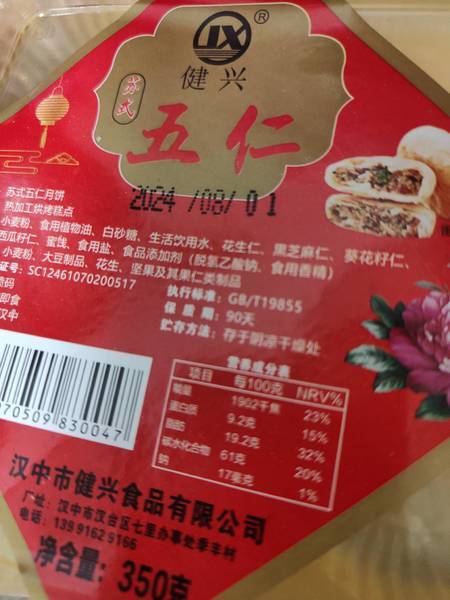 JX®
健兴
苏式
五仁
2024/08/01
苏式五仁月饼
热加工烘烤糕点
小麦粉、食用植物油、白砂糖、生活饮用水、花生仁、黑芝麻仁、葵花籽仁、
西瓜籽仁、蜜饯、食用盐、食品添加剂（脱氢乙酸钠、食用香精）
小麦粉、大豆制品、花生、坚果及其果仁类制品
证号：SC12461070200517
执行标准：GB/T19855
喷码
保质期：90天
即食
贮存方法：存于阴凉干燥处
汉中
营养成分表
项目 每100克 NRV%
能量 1902千焦 23%
蛋白质 9.2克 15%
脂肪 19.2克 32%
碳水化合物 61克 20%
钠 17毫克 1%
70509830047
汉中市健兴食品有限公司
厂址：汉中市汉台区七里办事处李丰村
电话：139 9162 9166
净含量：350克